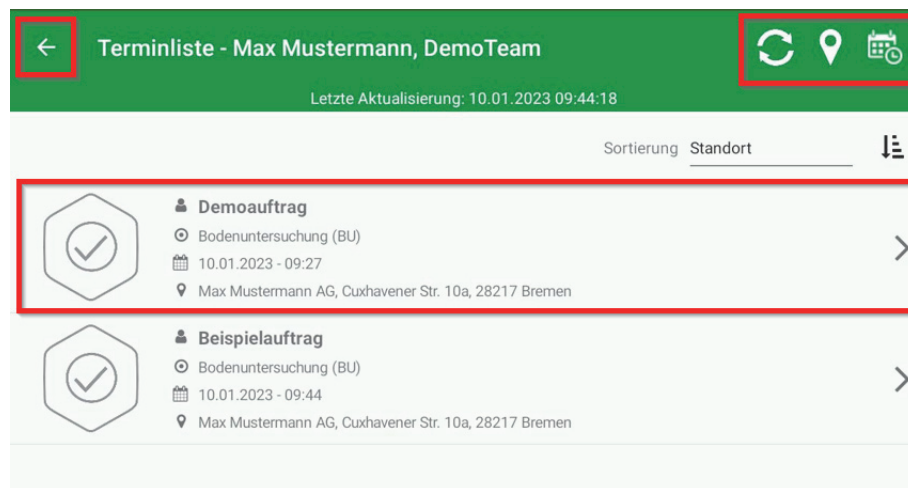 Terminliste - Max Mustermann, DemoTeam
Letzte Aktualisierung: 10.01.2023 09:44:18
Sortierung Standort
Demoauftrag
Bodenuntersuchung (BU)
10.01.2023 - 09:27
Max Mustermann AG, Cuxhavener Str. 10a, 28217 Bremen
Beispielauftrag
Bodenuntersuchung (BU)
10.01.2023 - 09:44
Max Mustermann AG, Cuxhavener Str. 10a, 28217 Bremen